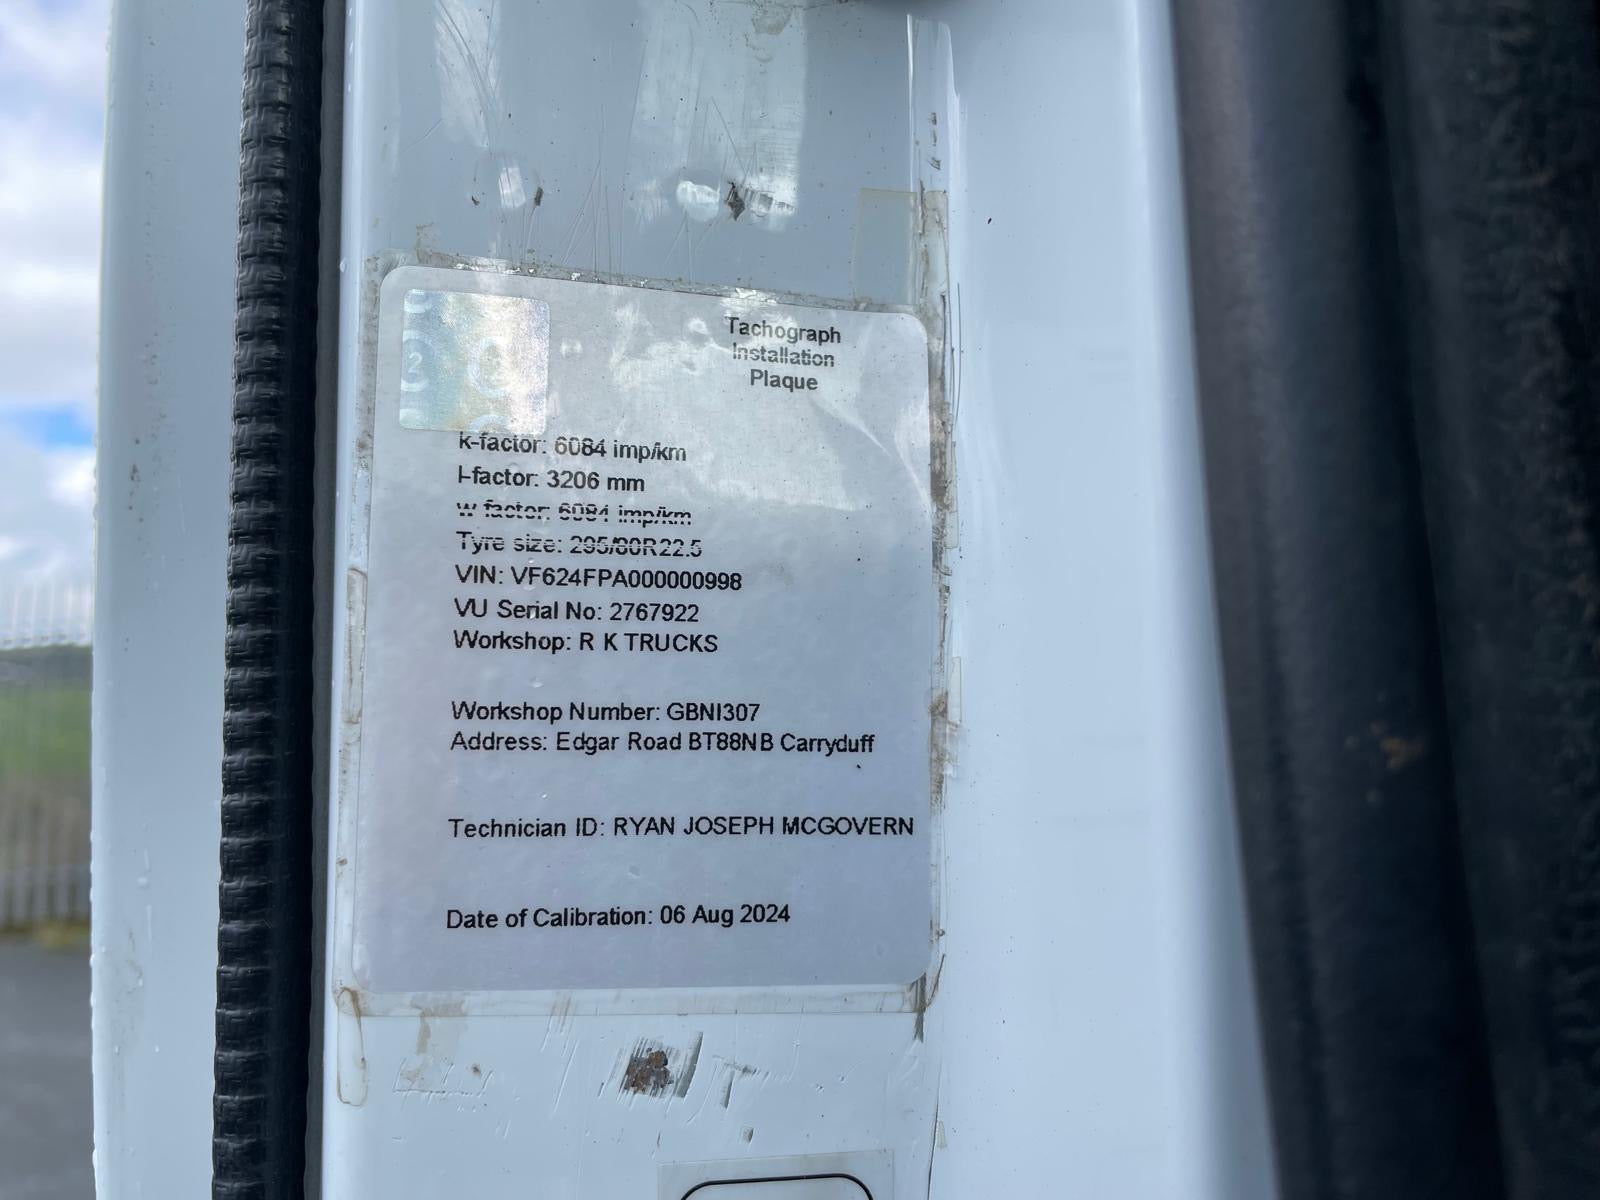 Tachograph
Installation
Plaque
k-factor: 6084 imp/km
l-factor: 3206 mm
w factor: 6084 imp/km
Tyre size: 295/80R22.5
VIN: VF624FPA000000998
VU Serial No: 2767922
Workshop: R K TRUCKS
Workshop Number: GBNI307
Address: Edgar Road BT88NB Carryduff
Technician ID: RYAN JOSEPH MCGOVERN
Date of Calibration: 06 Aug 2024